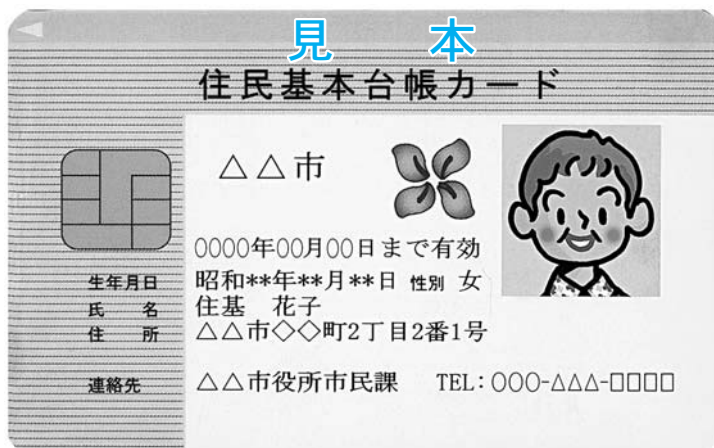 見 本
住民基本台帳カード
△△市
0000年00月00日まで有効
生年月日 昭和**年**月**日 性別 女
氏 名 住基 花子
住 所 △△市◇◇町2丁目2番1号
連絡先 △△市役所市民課 TEL:○○○-△△△-□□□□